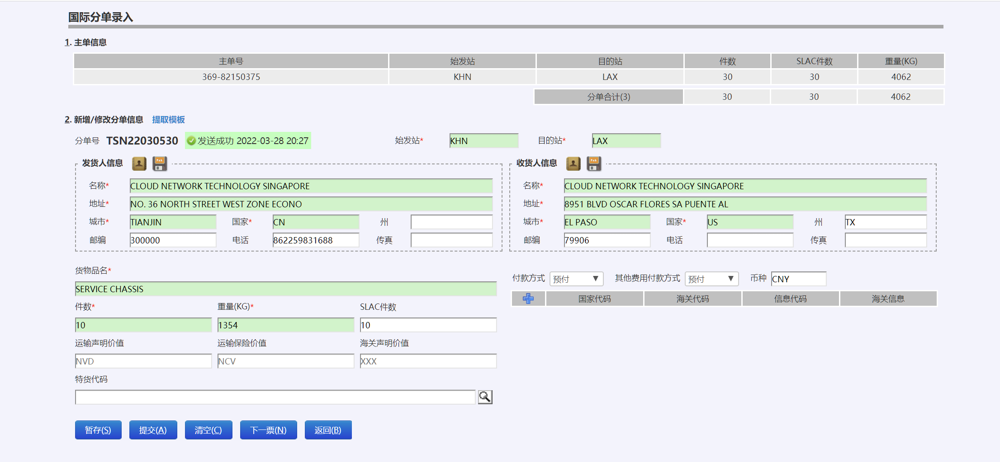 国际分单录入
1. 主单信息
主单号 始发站 目的站 件数 SLAC件数 重量(KG)
369-82150375 KHN LAX 30 30 4062
分单合计(3) 30 30 4062
2. 新增/修改分单信息 提取模板
分单号 TSN22030530 发送成功 2022-03-28 20:27 始发站* KHN 目的站* LAX
发货人信息
名称* CLOUD NETWORK TECHNOLOGY SINGAPORE
地址* NO. 36 NORTH STREET WEST ZONE ECONO
城市* TIANJIN 国家* CN 州
邮编 300000 电话 862259831688 传真
收货人信息
名称* CLOUD NETWORK TECHNOLOGY SINGAPORE
地址* 8951 BLVD OSCAR FLORES SA PUENTE AL
城市* EL PASO 国家* US 州 TX
邮编 79906 电话 传真
货物品名*
SERVICE CHASSIS
件数* 重量(KG)* SLAC件数
10 1354 10
运输声明价值 运输保险价值 海关声明价值
NVD NCV XXX
特货代码
付款方式 预付 其他费用付款方式 预付 币种 CNY
国家代码 海关代码 信息代码 海关信息
暂存(S) 提交(A) 清空(C) 下一票(N) 返回(B)